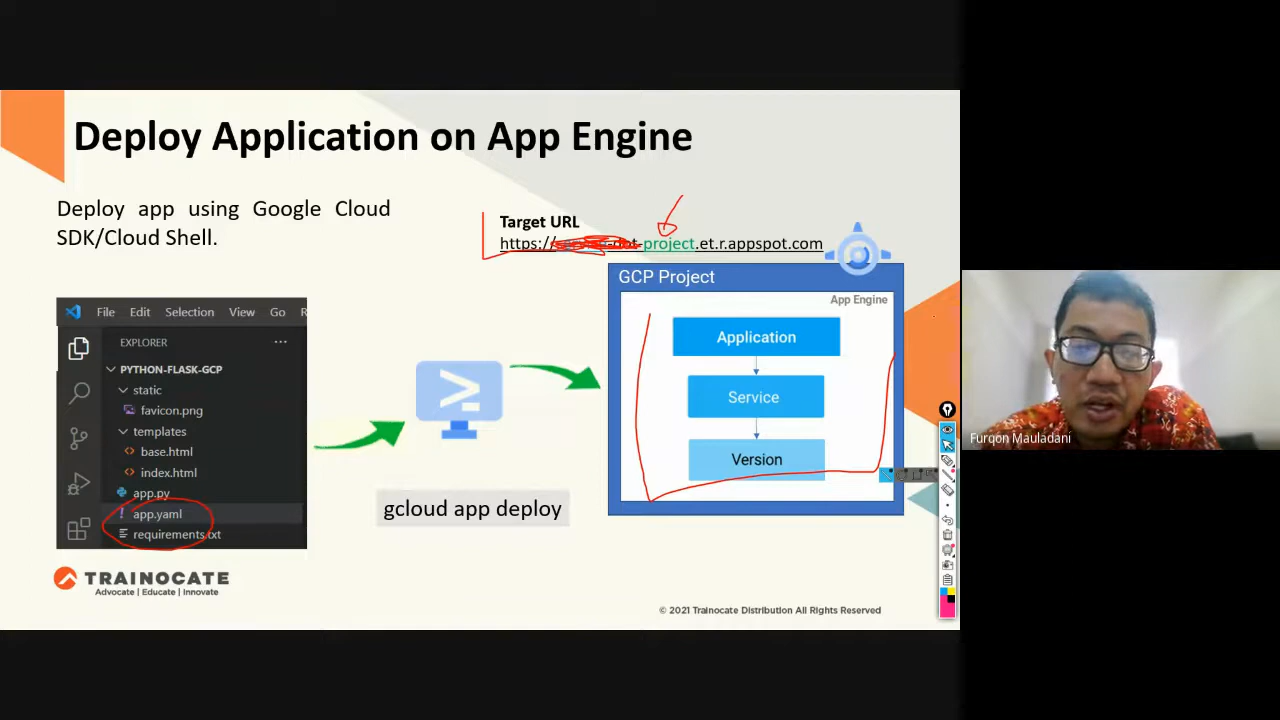 Deploy Application on App Engine
Deploy app using Google Cloud
SDK/Cloud Shell.
Target URL
https://
project.et.r.appspot.com
GCP Project
App Engine
Application
Service
Version
File Edit Selection View Go
EXPLORER
PYTHON-FLASK-GCP
static
favicon.png
templates
base.html
index.html
app.py
app.yaml
requirements.txt
gcloud app deploy
TRAINOCATE
Advocate | Educate | Innovate
© 2021 Trainocate Distribution All Rights Reserved
Furqon Mauladani